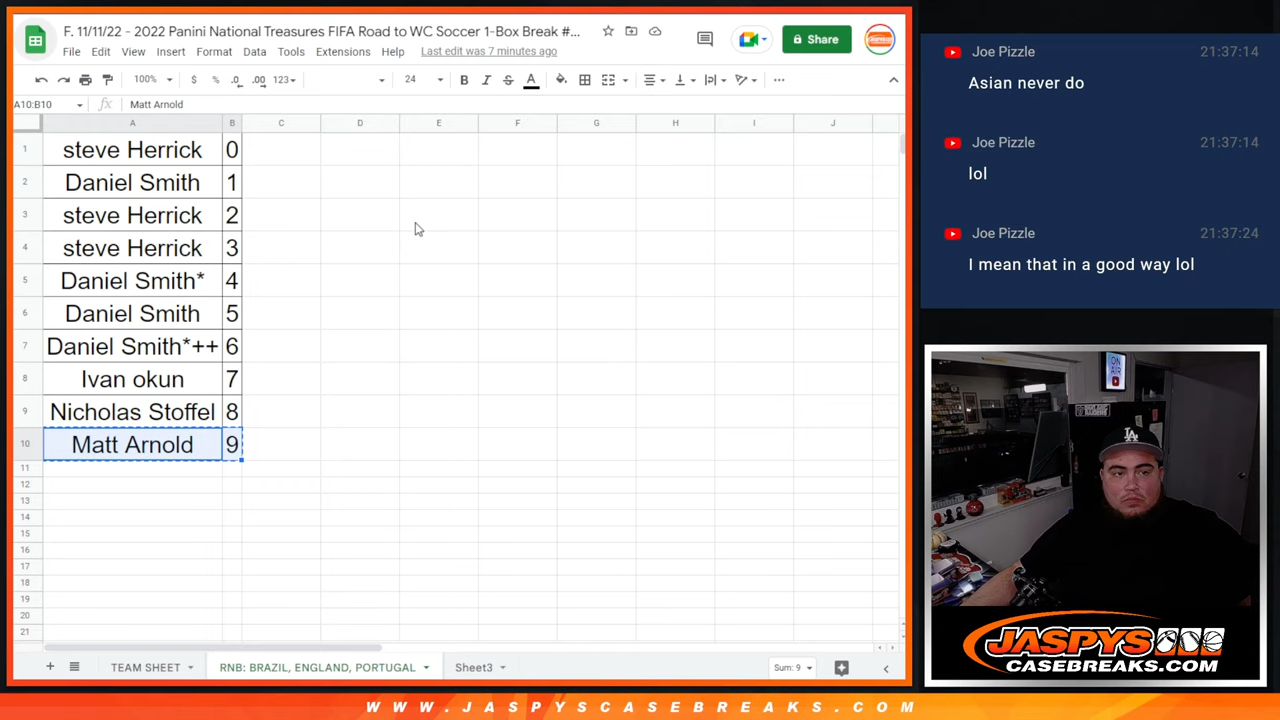 F. 11/11/22 - 2022 Panini National Treasures FIFA Road to WC Soccer 1-Box Break #...
File Edit View Insert Format Data Tools Extensions Help Last edit was 7 minutes ago
Share
100% $ % .0 .00 123 24 B I S A
A10:B10 fx Matt Arnold
A B C D E F G H I J
1 steve Herrick 0
2 Daniel Smith 1
3 steve Herrick 2
4 steve Herrick 3
5 Daniel Smith* 4
6 Daniel Smith 5
7 Daniel Smith*++ 6
8 Ivan okun 7
9 Nicholas Stoffel 8
10 Matt Arnold 9
11
12
13
14
15
16
17
18
19
20
21
TEAM SHEET RNB: BRAZIL, ENGLAND, PORTUGAL Sheet3 Sum: 9
Joe Pizzle 21:37:14
Asian never do
Joe Pizzle 21:37:14
lol
Joe Pizzle 21:37:24
I mean that in a good way lol
ON
AIR
LA
JASPYS
CASEBREAKS.COM
WWW.JASPYSCASEBREAKS.COM